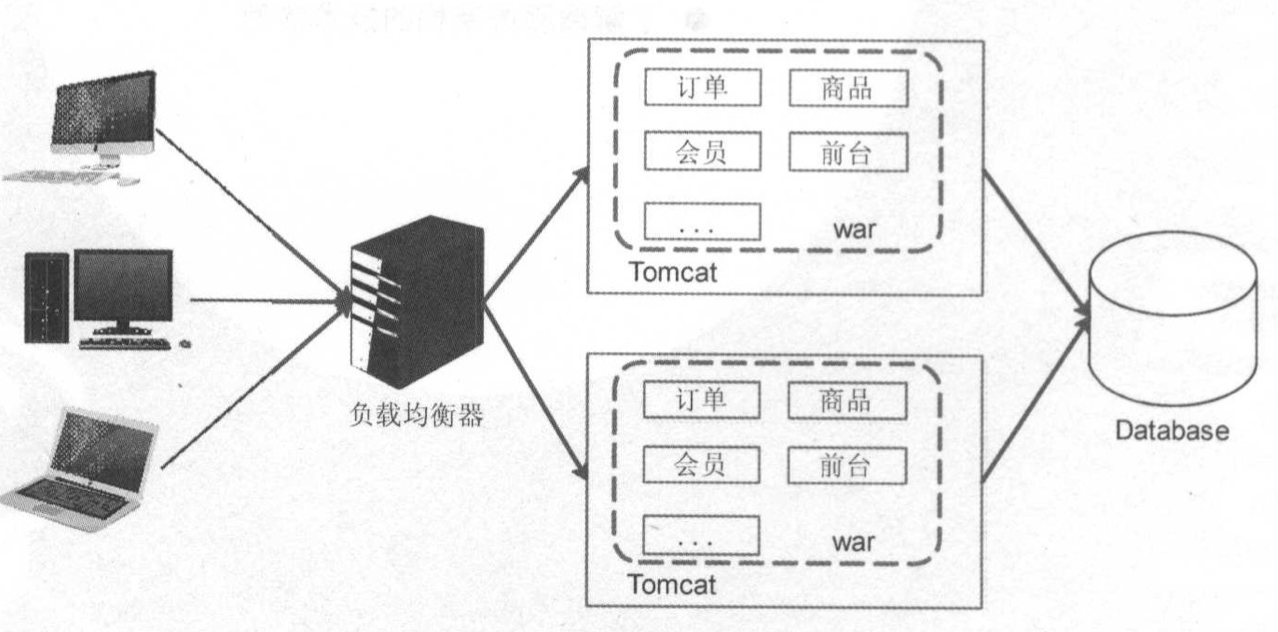 订单 商品
会员 前台
... war
Tomcat
负载均衡器
Database
订单 商品
会员 前台
... war
Tomcat